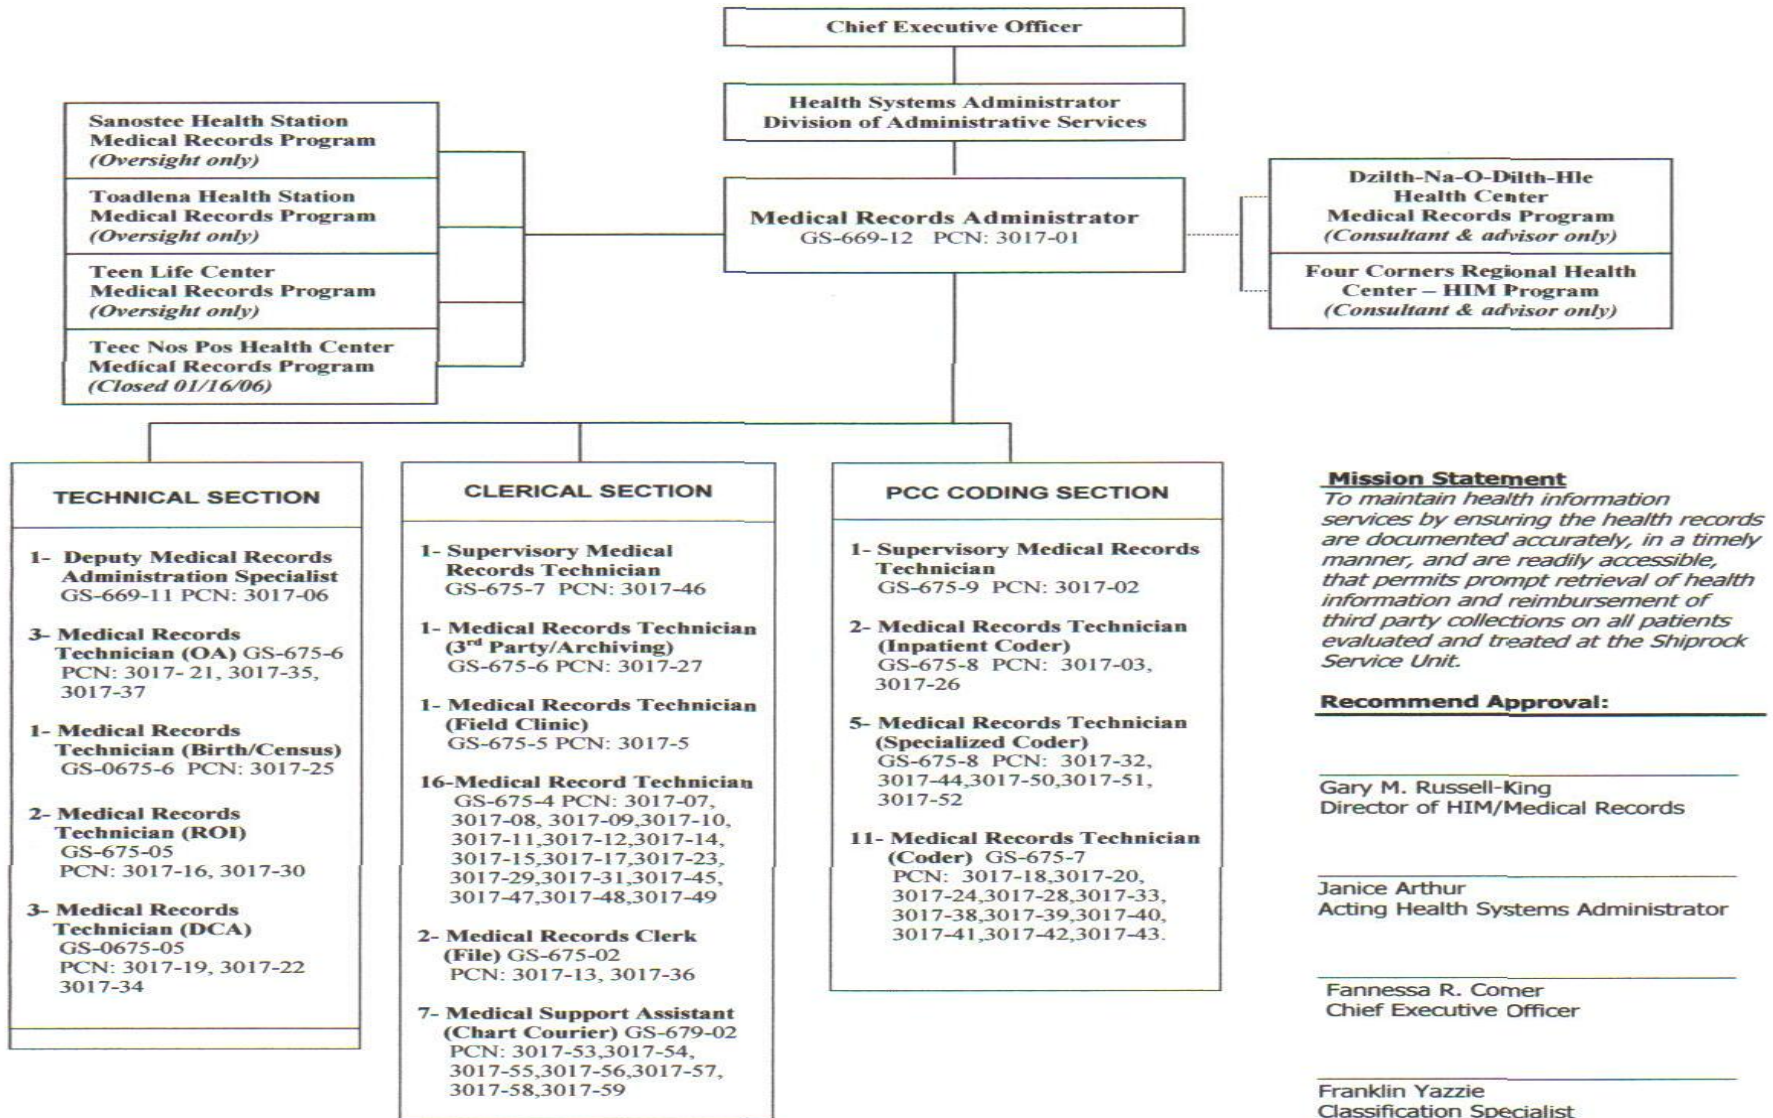 Chief Executive Officer
Health Systems Administrator
Division of Administrative Services
Sanostee Health Station
Medical Records Program
(Oversight only)
Toadlena Health Station
Medical Records Program
(Oversight only)
Teen Life Center
Medical Records Program
(Oversight only)
Teec Nos Pos Health Center
Medical Records Program
(Closed 01/16/06)
Medical Records Administrator
GS-669-12 PCN: 3017-01
Dzilth-Na-O-Dilth-Hle
Health Center
Medical Records Program
(Consultant & advisor only)
Four Corners Regional Health
Center – HIM Program
(Consultant & advisor only)
TECHNICAL SECTION
1- Deputy Medical Records
Administration Specialist
GS-669-11 PCN: 3017-06
3- Medical Records
Technician (OA) GS-675-6
PCN: 3017- 21, 3017-35,
3017-37
1- Medical Records
Technician (Birth/Census)
GS-0675-6 PCN: 3017-25
2- Medical Records
Technician (ROI)
GS-675-05
PCN: 3017-16, 3017-30
3- Medical Records
Technician (DCA)
GS-0675-05
PCN: 3017-19, 3017-22
3017-34
CLERICAL SECTION
1- Supervisory Medical
Records Technician
GS-675-7 PCN: 3017-46
1- Medical Records Technician
(3rd Party/Archiving)
GS-675-6 PCN: 3017-27
1- Medical Records Technician
(Field Clinic)
GS-675-5 PCN: 3017-5
16-Medical Record Technician
GS-675-4 PCN: 3017-07,
3017-08, 3017-09,3017-10,
3017-11,3017-12,3017-14,
3017-15,3017-17,3017-23,
3017-29,3017-31,3017-45,
3017-47,3017-48,3017-49
2- Medical Records Clerk
(File) GS-675-02
PCN: 3017-13, 3017-36
7- Medical Support Assistant
(Chart Courier) GS-679-02
PCN: 3017-53,3017-54,
3017-55,3017-56,3017-57,
3017-58,3017-59
PCC CODING SECTION
1- Supervisory Medical Records
Technician
GS-675-9 PCN: 3017-02
2- Medical Records Technician
(Inpatient Coder)
GS-675-8 PCN: 3017-03,
3017-26
5- Medical Records Technician
(Specialized Coder)
GS-675-8 PCN: 3017-32,
3017-44,3017-50,3017-51,
3017-52
11- Medical Records Technician
(Coder) GS-675-7
PCN: 3017-18,3017-20,
3017-24,3017-28,3017-33,
3017-38,3017-39,3017-40,
3017-41,3017-42,3017-43.
Mission Statement
To maintain health information
services by ensuring the health records
are documented accurately, in a timely
manner, and are readily accessible,
that permits prompt retrieval of health
information and reimbursement of
third party collections on all patients
evaluated and treated at the Shiprock
Service Unit.
Recommend Approval:
Gary M. Russell-King
Director of HIM/Medical Records
Janice Arthur
Acting Health Systems Administrator
Fannessa R. Comer
Chief Executive Officer
Franklin Yazzie
Classification Specialist